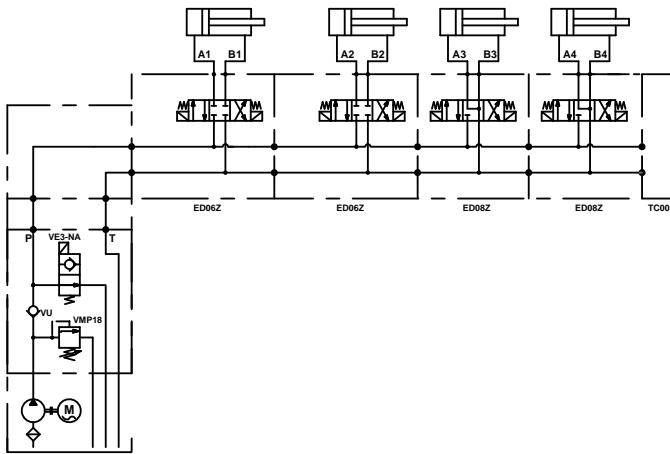 A1 B1 A2 B2 A3 B3 A4 B4
ED06Z ED06Z ED08Z ED08Z TC00
P VE3-NA T
VU
VMP18
M